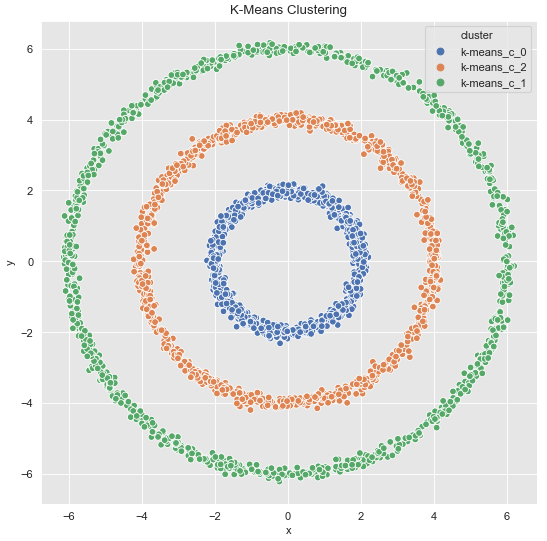 K-Means Clustering
cluster
k-means_c_0
k-means_c_2
k-means_c_1
6
4
2
0
−2
−4
−6
y
−6 −4 −2 0 2 4 6
x